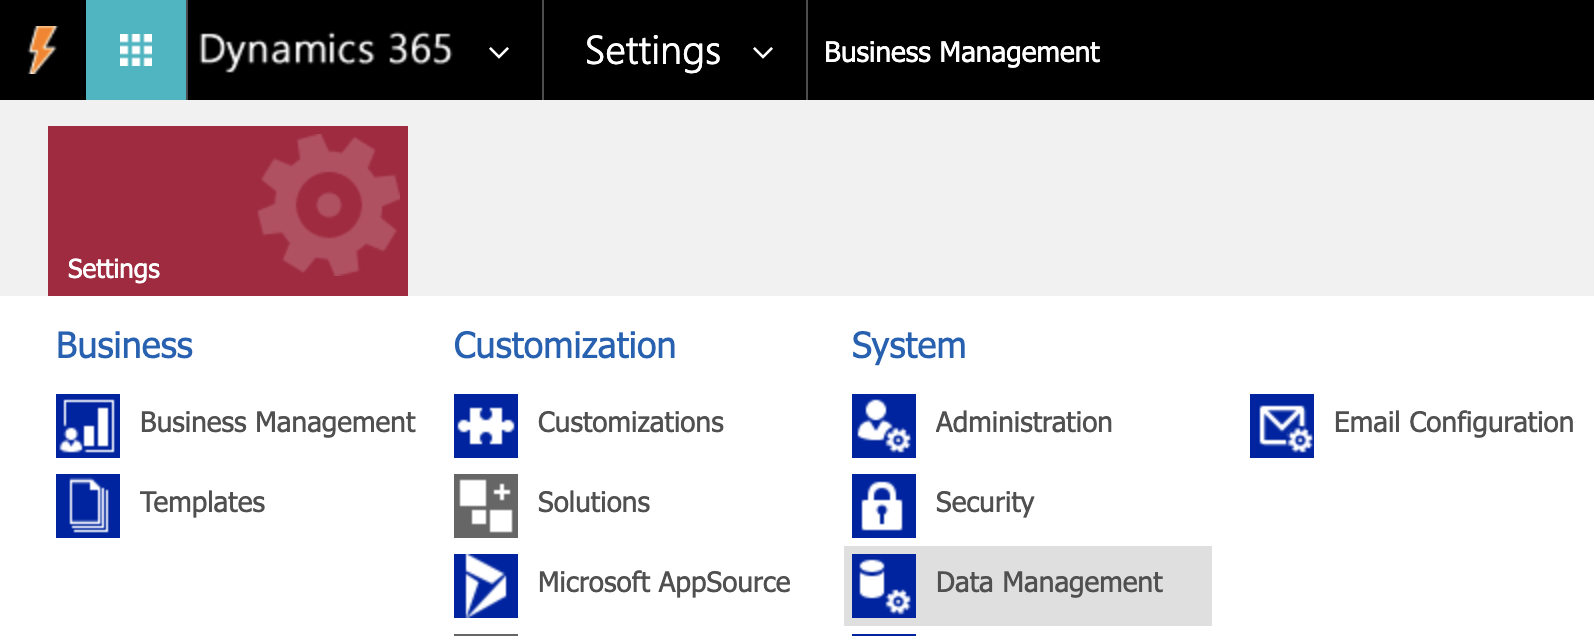 Dynamics 365
Settings
Business Management
Settings
Business
Business Management
Templates
Customization
Customizations
Solutions
Microsoft AppSource
System
Administration
Security
Data Management
Email Configuration